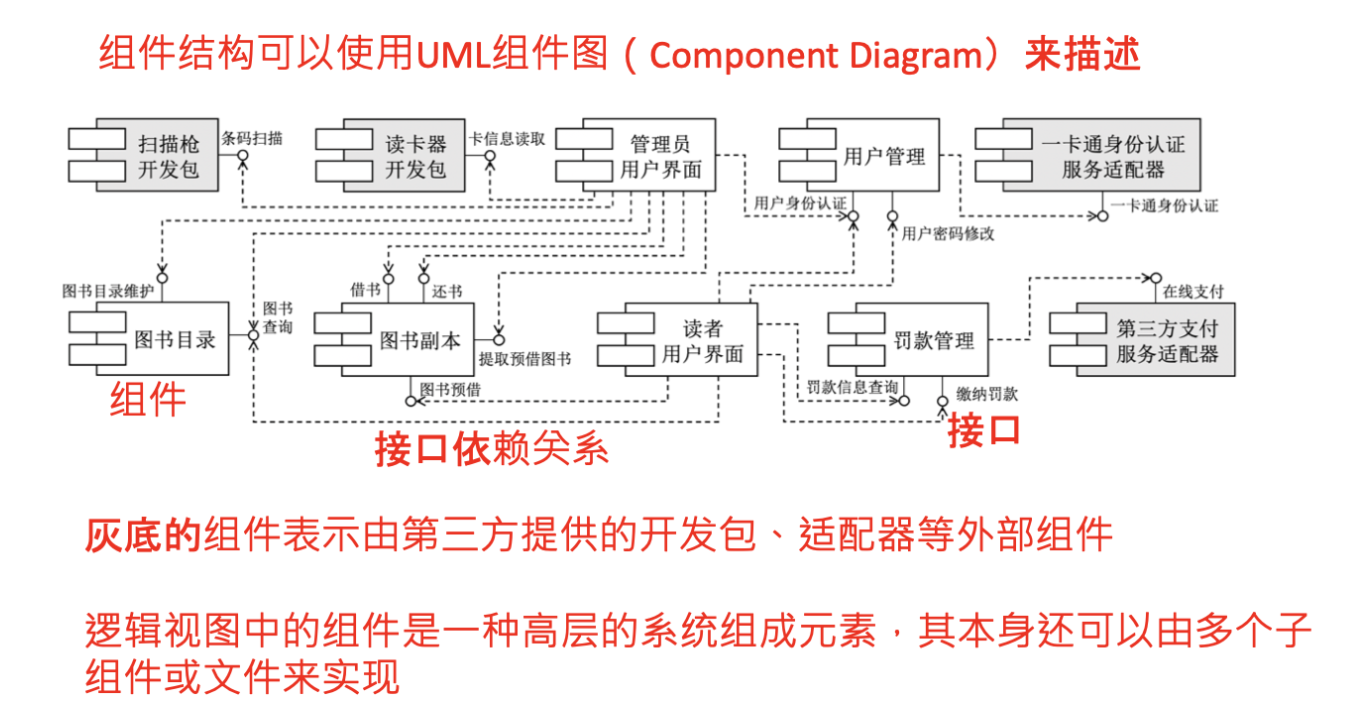 组件结构可以使用UML组件图（Component Diagram）来描述
扫描枪
开发包
条码扫描
读卡器
开发包
卡信息读取
管理员
用户界面
用户管理
一卡通身份认证
服务适配器
用户身份认证
一卡通身份认证
用户密码修改
图书目录维护
图书目录
图书
查询
借书
还书
图书副本
提取预借图书
图书预借
读者
用户界面
罚款管理
罚款信息查询
缴纳罚款
在线支付
第三方支付
服务适配器
组件
接口依赖关系
接口
灰底的组件表示由第三方提供的开发包、适配器等外部组件
逻辑视图中的组件是一种高层的系统组成元素，其本身还可以由多个子
组件或文件来实现